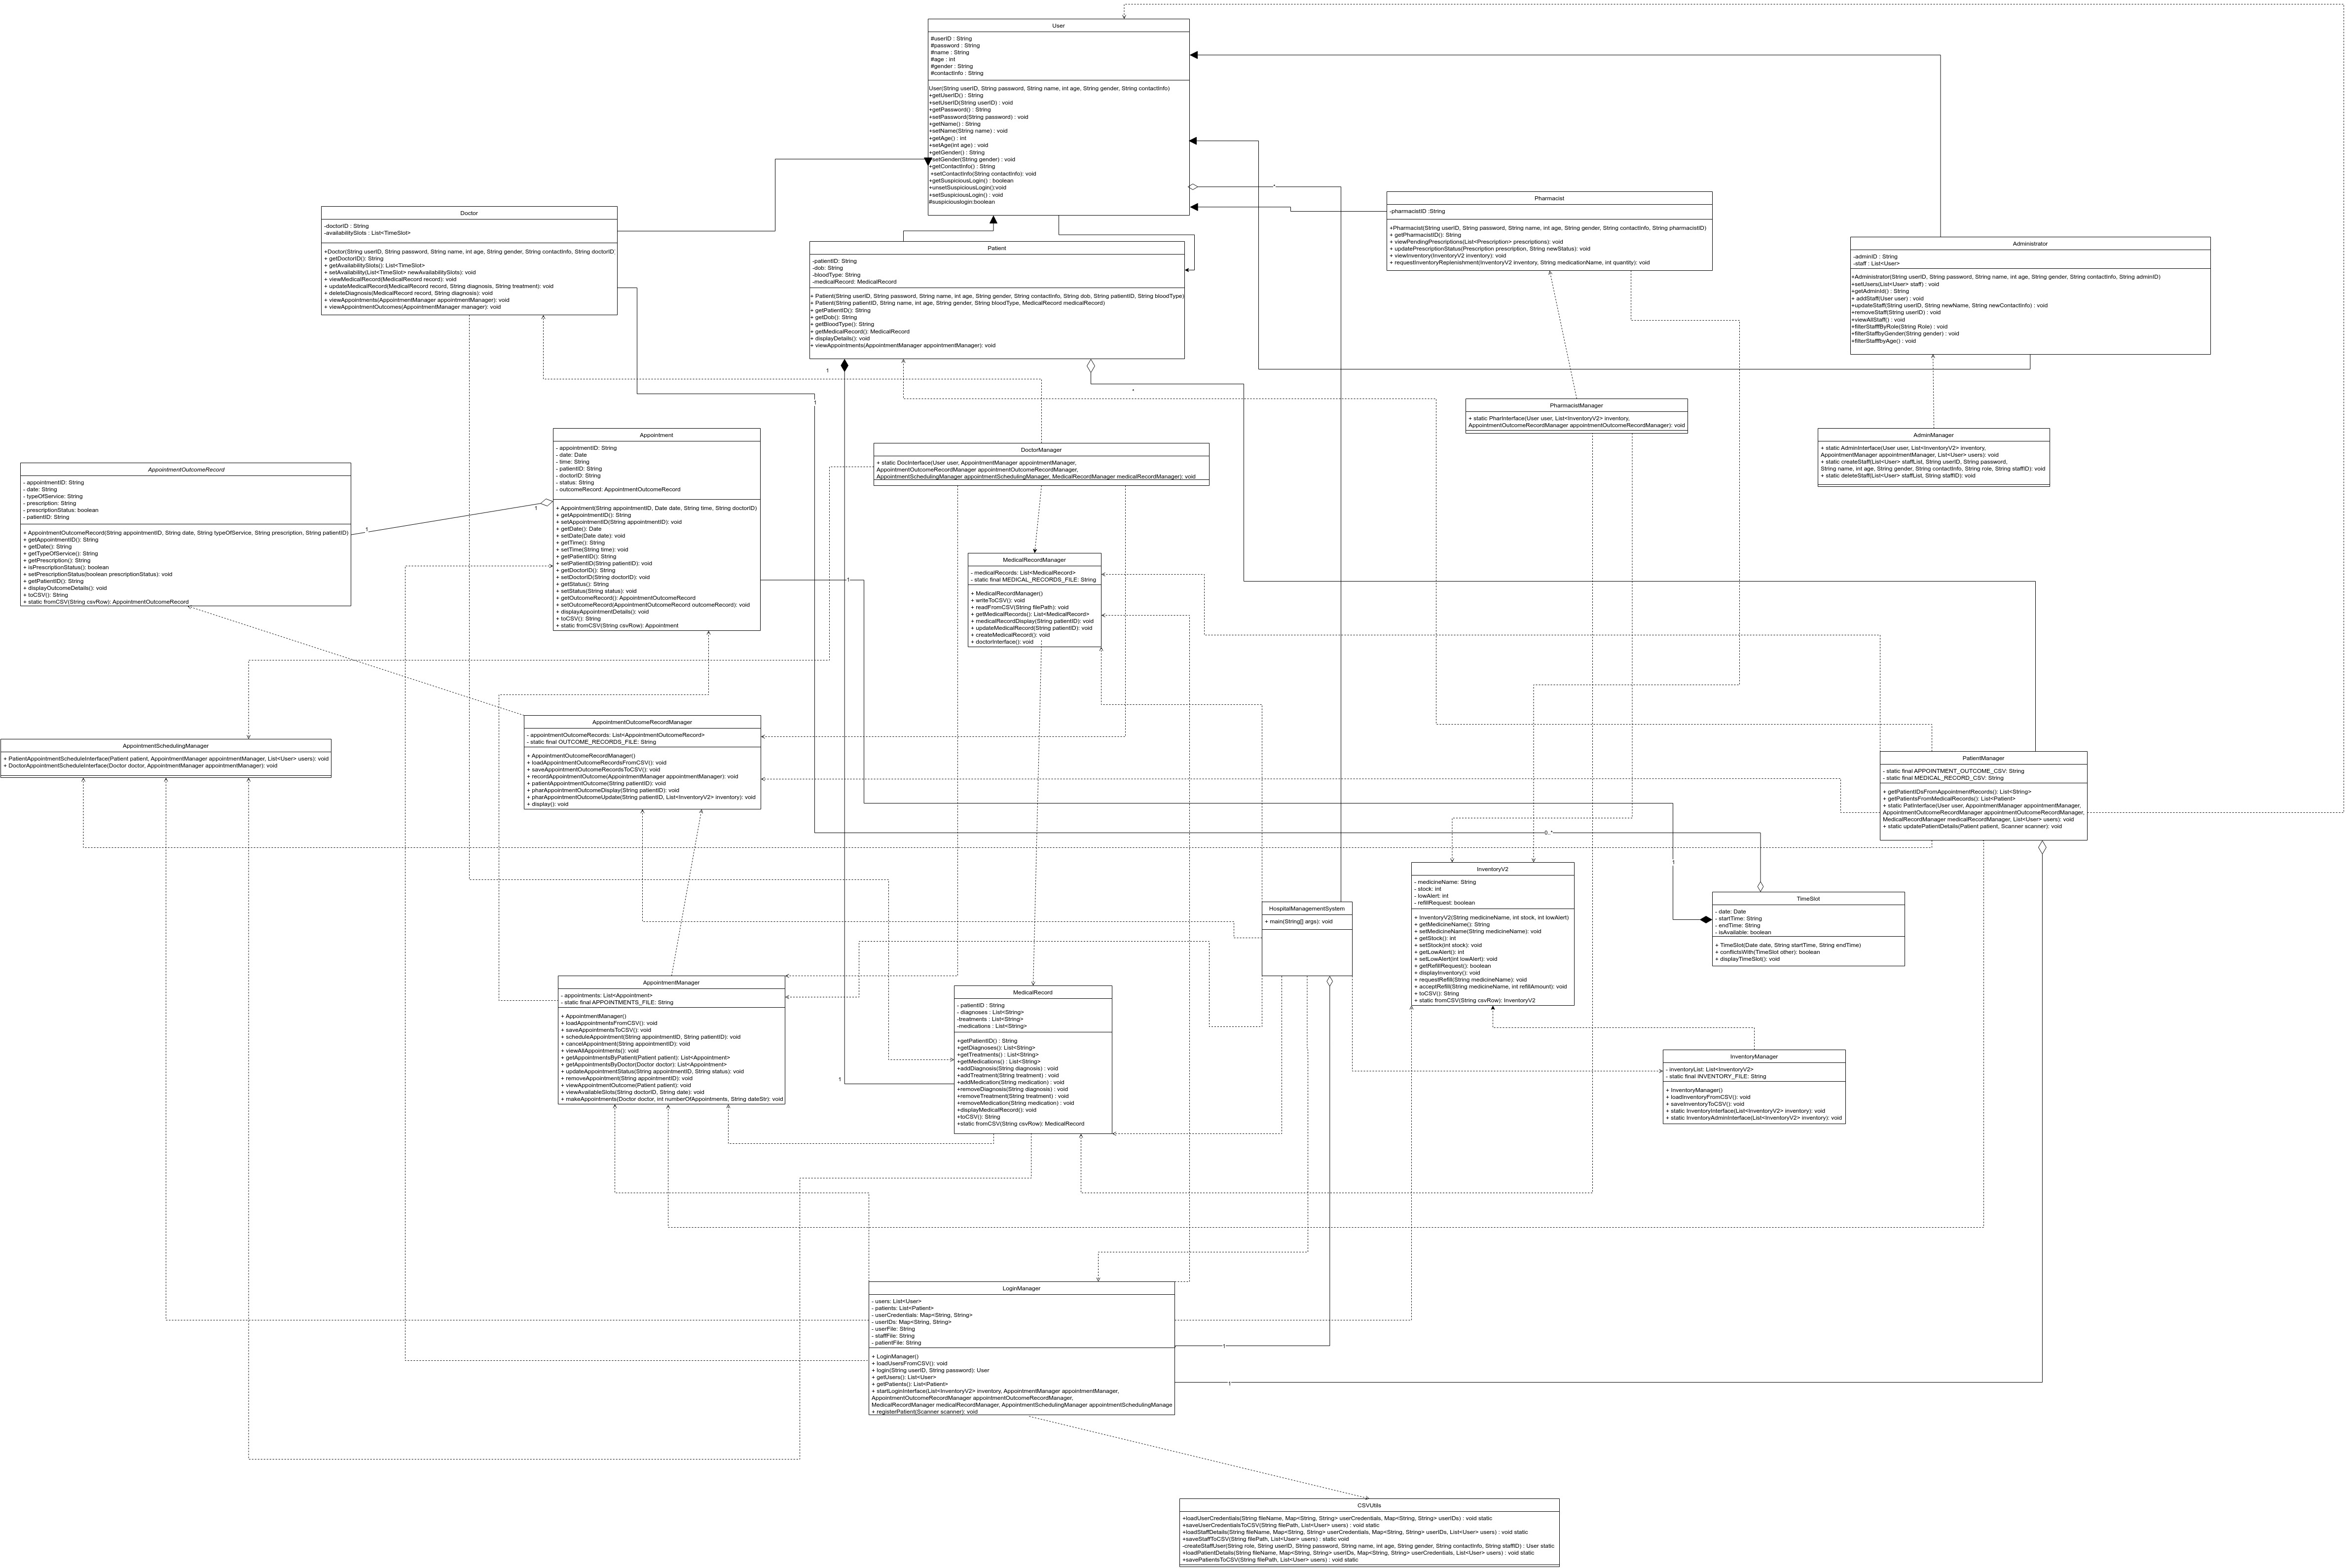 User
#userID : String
#password : String
#name : String
#age : int
#gender : String
#contactInfo : String
User(String userID, String password, String name, int age, String gender, String contactInfo)
+getUserID() : String
+setUserID(String userID) : void
+getPassword() : String
+setPassword(String password) : void
+getName() : String
+setName(String name) : void
+getAge() : int
+setAge(int age) : void
+getGender() : String
+setGender(String gender) : void
+getContactInfo() : String
+setContactInfo(String contactInfo): void
+getSuspiciousLogin() : boolean
+unsetSuspiciousLogin():void
+setSuspiciousLogin() : void
#suspiciouslogin:boolean
*
Pharmacist
-pharmacistID :String
+Pharmacist(String userID, String password, String name, int age, String gender, String contactInfo, String pharmacistID)
+ getPharmacistID(): String
+ viewPendingPrescriptions(List<Prescription> prescriptions): void
+ updatePrescriptionStatus(Prescription prescription, String newStatus): void
+ viewInventory(InventoryV2 inventory): void
+ requestInventoryReplenishment(InventoryV2 inventory, String medicationName, int quantity): void
Doctor
-doctorID : String
-availabilitySlots : List<TimeSlot>
+Doctor(String userID, String password, String name, int age, String gender, String contactInfo, String doctorID)
+ getDoctorID(): String
+ getAvailabilitySlots(): List<TimeSlot>
+ setAvailability(List<TimeSlot> newAvailabilitySlots): void
+ viewMedicalRecord(MedicalRecord record): void
+ updateMedicalRecord(MedicalRecord record, String diagnosis, String treatment): void
+ deleteDiagnosis(MedicalRecord record, String diagnosis): void
+ viewAppointments(AppointmentManager appointmentManager): void
+ viewAppointmentOutcomes(AppointmentManager manager): void
Patient
-patientID: String
-dob: String
-bloodType: String
-medicalRecord: MedicalRecord
+ Patient(String userID, String password, String name, int age, String gender, String contactInfo, String dob, String patientID, String bloodType)
+ Patient(String patientID, String name, int age, String gender, String bloodType, MedicalRecord medicalRecord)
+ getPatientID(): String
+ getDob(): String
+ getBloodType(): String
+ getMedicalRecord(): MedicalRecord
+ displayDetails(): void
+ viewAppointments(AppointmentManager appointmentManager): void
Administrator
-adminID : String
-staff : List<User>
+Administrator(String userID, String password, String name, int age, String gender, String contactInfo, String adminID)
+setUsers(List<User> staff) : void
+getAdminId() : String
+ addStaff(User user) : void
+updateStaff(String userID, String newName, String newContactInfo) : void
+removeStaff(String userID) : void
+viewAllStaff() : void
+filterStafffByRole(String Role) : void
+filterStaffbyGender(String gender) : void
+filterStafffbyAge() : void
1
*
1
PharmacistManager
+ static PharInterface(User user, List<InventoryV2> inventory,
AppointmentOutcomeRecordManager appointmentOutcomeRecordManager): void
AdminManager
+ static AdminInterface(User user, List<InventoryV2> inventory,
AppointmentManager appointmentManager, List<User> users): void
+ static createStaff(List<User> staffList, String userID, String password,
String name, int age, String gender, String contactInfo, String role, String staffID): void
+ static deleteStaff(List<User> staffList, String staffID): void
Appointment
- appointmentID: String
- date: Date
- time: String
- patientID: String
- doctorID: String
- status: String
- outcomeRecord: AppointmentOutcomeRecord
+ Appointment(String appointmentID, Date date, String time, String doctorID)
+ getAppointmentID(): String
+ setAppointmentID(String appointmentID): void
+ getDate(): Date
+ setDate(Date date): void
+ getTime(): String
+ setTime(String time): void
+ getPatientID(): String
+ setPatientID(String patientID): void
+ getDoctorID(): String
+ setDoctorID(String doctorID): void
+ getStatus(): String
+ setStatus(String status): void
+ getOutcomeRecord(): AppointmentOutcomeRecord
+ setOutcomeRecord(AppointmentOutcomeRecord outcomeRecord): void
+ displayAppointmentDetails(): void
+ toCSV(): String
+ static fromCSV(String csvRow): Appointment
DoctorManager
+ static DocInterface(User user, AppointmentManager appointmentManager,
AppointmentOutcomeRecordManager appointmentOutcomeRecordManager,
AppointmentSchedulingManager appointmentSchedulingManager, MedicalRecordManager medicalRecordManager): void
AppointmentOutcomeRecord
- appointmentID: String
- date: String
- typeOfService: String
- prescription: String
- prescriptionStatus: boolean
- patientID: String
+ AppointmentOutcomeRecord(String appointmentID, String date, String typeOfService, String prescription, String patientID)
+ getAppointmentID(): String
+ getDate(): String
+ getTypeOfService(): String
+ getPrescription(): String
+ isPrescriptionStatus(): boolean
+ setPrescriptionStatus(boolean prescriptionStatus): void
+ getPatientID(): String
+ displayOutcomeDetails(): void
+ toCSV(): String
+ static fromCSV(String csvRow): AppointmentOutcomeRecord
1
1
1
MedicalRecordManager
- medicalRecords: List<MedicalRecord>
- static final MEDICAL_RECORDS_FILE: String
+ MedicalRecordManager()
+ writeToCSV(): void
+ readFromCSV(String filePath): void
+ getMedicalRecords(): List<MedicalRecord>
+ medicalRecordDisplay(String patientID): void
+ updateMedicalRecord(String patientID): void
+ createMedicalRecord(): void
+ doctorInterface(): void
AppointmentOutcomeRecordManager
- appointmentOutcomeRecords: List<AppointmentOutcomeRecord>
- static final OUTCOME_RECORDS_FILE: String
+ AppointmentOutcomeRecordManager()
+ loadAppointmentOutcomeRecordsFromCSV(): void
+ saveAppointmentOutcomeRecordsToCSV(): void
+ recordAppointmentOutcome(AppointmentManager appointmentManager): void
+ patientAppointmentOutcome(String patientID): void
+ pharAppointmentOutcomeDisplay(String patientID): void
+ pharAppointmentOutcomeUpdate(String patientID, List<InventoryV2> inventory): void
+ display(): void
AppointmentSchedulingManager
+ PatientAppointmentScheduleInterface(Patient patient, AppointmentManager appointmentManager, List<User> users): void
+ DoctorAppointmentScheduleInterface(Doctor doctor, AppointmentManager appointmentManager): void
PatientManager
- static final APPOINTMENT_OUTCOME_CSV: String
- static final MEDICAL_RECORD_CSV: String
+ getPatientIDsFromAppointmentRecords(): List<String>
+ getPatientsFromMedicalRecords(): List<Patient>
+ static PatInterface(User user, AppointmentManager appointmentManager,
AppointmentOutcomeRecordManager appointmentOutcomeRecordManager,
MedicalRecordManager medicalRecordManager, List<User> users): void
+ static updatePatientDetails(Patient patient, Scanner scanner): void
0..*
1
InventoryV2
- medicineName: String
- stock: int
- lowAlert: int
- refillRequest: boolean
+ InventoryV2(String medicineName, int stock, int lowAlert)
+ getMedicineName(): String
+ setMedicineName(String medicineName): void
+ getStock(): int
+ setStock(int stock): void
+ getLowAlert(): int
+ setLowAlert(int lowAlert): void
+ getRefillRequest(): boolean
+ displayInventory(): void
+ requestRefill(String medicineName): void
+ acceptRefill(String medicineName, int refillAmount): void
+ toCSV(): String
+ static fromCSV(String csvRow): InventoryV2
TimeSlot
- date: Date
- startTime: String
- endTime: String
- isAvailable: boolean
+ TimeSlot(Date date, String startTime, String endTime)
+ conflictsWith(TimeSlot other): boolean
+ displayTimeSlot(): void
HospitalManagementSystem
+ main(String[] args): void
AppointmentManager
- appointments: List<Appointment>
- static final APPOINTMENTS_FILE: String
+ AppointmentManager()
+ loadAppointmentsFromCSV(): void
+ saveAppointmentsToCSV(): void
+ scheduleAppointment(String appointmentID, String patientID): void
+ cancelAppointment(String appointmentID): void
+ viewAllAppointments(): void
+ getAppointmentsByPatient(Patient patient): List<Appointment>
+ getAppointmentsByDoctor(Doctor doctor): List<Appointment>
+ updateAppointmentStatus(String appointmentID, String status): void
+ removeAppointment(String appointmentID): void
+ viewAppointmentOutcome(Patient patient): void
+ viewAvailableSlots(String doctorID, String date): void
+ makeAppointments(Doctor doctor, int numberOfAppointments, String dateStr): void
MedicalRecord
- patientID : String
- diagnoses : List<String>
-treatments : List<String>
-medications : List<String>
+getPatientID() : String
+getDiagnoses(): List<String>
+getTreatments() : List<String>
+getMedications() : List<String>
+addDiagnosis(String diagnosis) : void
+addTreatment(String treatment) : void
+addMedication(String medication) : void
+removeDiagnosis(String diagnosis) : void
+removeTreatment(String treatment) : void
+removeMedication(String medication) : void
+displayMedicalRecord(): void
+toCSV(): String
+static fromCSV(String csvRow): MedicalRecord
1
InventoryManager
- inventoryList: List<InventoryV2>
- static final INVENTORY_FILE: String
+ InventoryManager()
+ loadInventoryFromCSV(): void
+ saveInventoryToCSV(): void
+ static InventoryInterface(List<InventoryV2> inventory): void
+ static InventoryAdminInterface(List<InventoryV2> inventory): void
LoginManager
- users: List<User>
- patients: List<Patient>
- userCredentials: Map<String, String>
- userIDs: Map<String, String>
- userFile: String
- staffFile: String
- patientFile: String
+ LoginManager()
+ loadUsersFromCSV(): void
+ login(String userID, String password): User
+ getUsers(): List<User>
+ getPatients(): List<Patient>
+ startLoginInterface(List<InventoryV2> inventory, AppointmentManager appointmentManager,
AppointmentOutcomeRecordManager appointmentOutcomeRecordManager,
MedicalRecordManager medicalRecordManager, AppointmentSchedulingManager appointmentSchedulingManage
+ registerPatient(Scanner scanner): void
1
1
CSVUtils
+loadUserCredentials(String fileName, Map<String, String> userCredentials, Map<String, String> userIDs) : void static
+saveUserCredentialsToCSV(String filePath, List<User> users) : void static
+loadStaffDetails(String fileName, Map<String, String> userCredentials, Map<String, String> userIDs, List<User> users) : void static
+saveStaffToCSV(String filePath, List<User> users) : static void
-createStaffUser(String role, String userID, String password, String name, int age, String gender, String contactInfo, String staffID) : User static
+loadPatientDetails(String fileName, Map<String, String> userIDs, Map<String, String> userCredentials, List<User> users) : void static
+savePatientsToCSV(String filePath, List<User> users) : void static